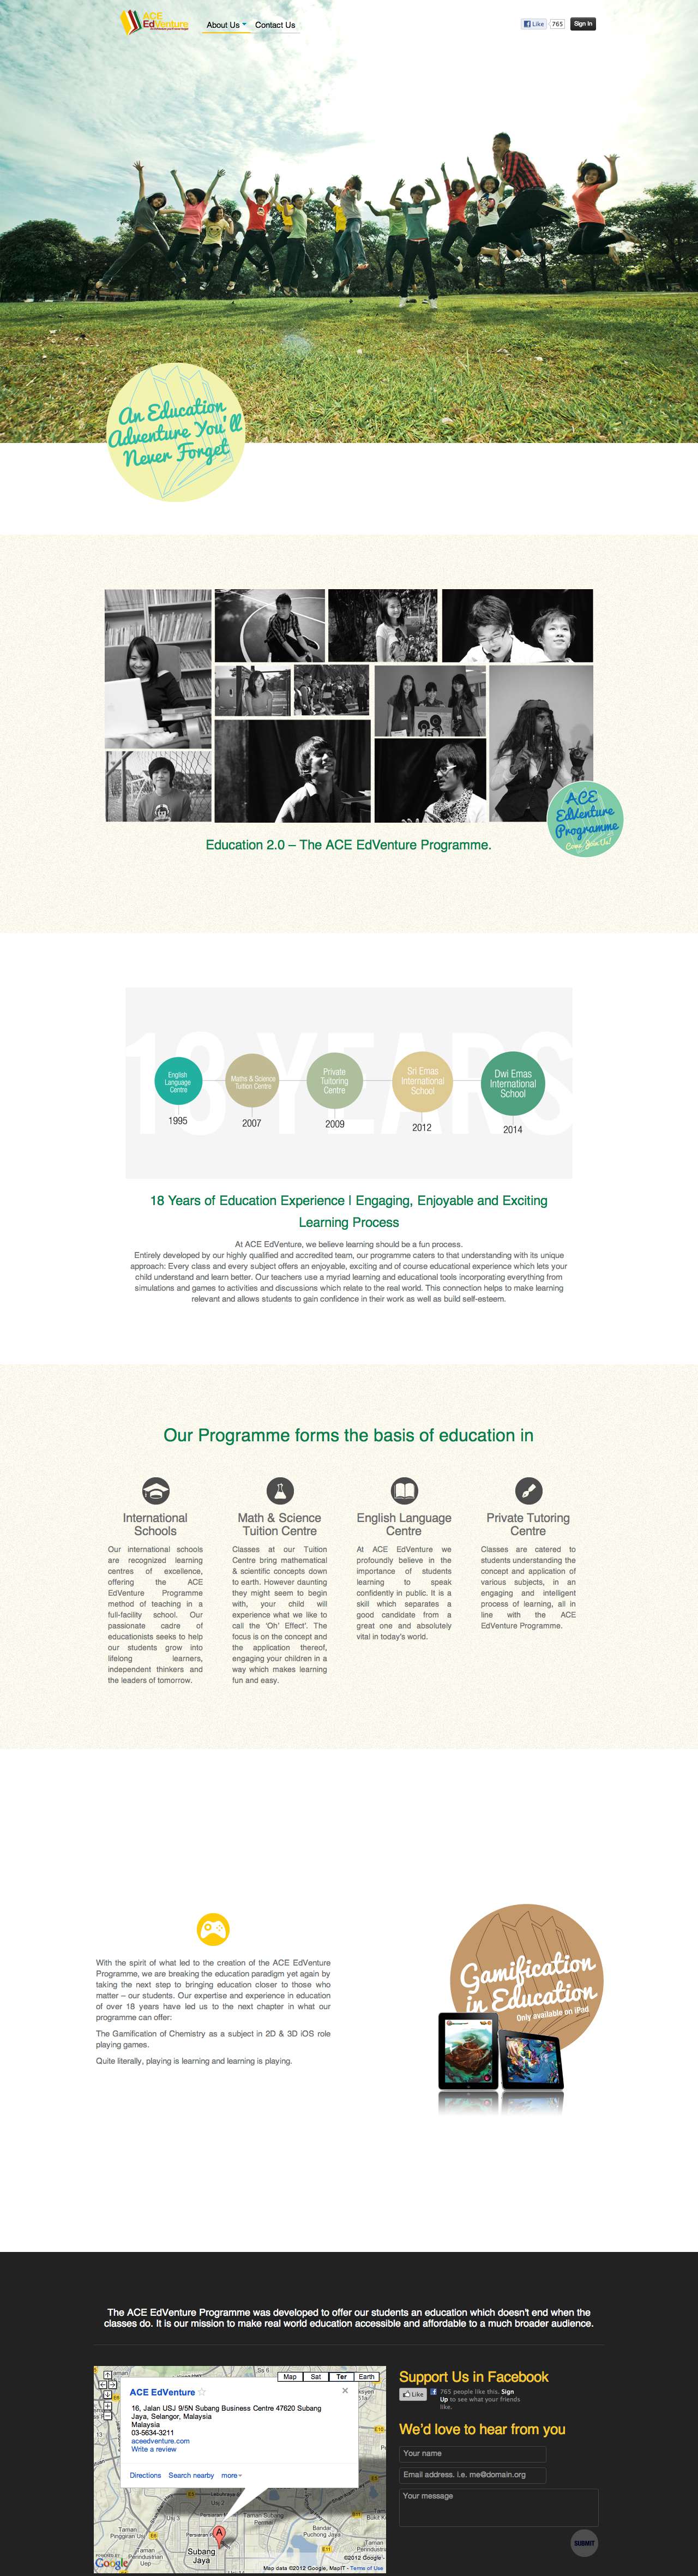 ACE
EdVenture
About Us
Contact Us
Like
765
Sign In
An Education
Adventure You'll
Never Forget
ACE
EdVenture
Programme
Come Join Us!
Education 2.0 – The ACE EdVenture Programme.
18 YEARS
English
Language
Centre
1995
Maths & Science
Tuition Centre
2007
Private
Tutoring
Centre
2009
Sri Emas
International
School
2012
Dwi Emas
International
School
2014
18 Years of Education Experience | Engaging, Enjoyable and Exciting
Learning Process
At ACE EdVenture, we believe learning should be a fun process.
Entirely developed by our highly qualified and accredited team, our programme caters to that understanding with its unique
approach: Every class and every subject offers an enjoyable, exciting and of course educational experience which lets your
child understand and learn better. Our teachers use a myriad learning and educational tools incorporating everything from
simulations and games to activities and discussions which relate to the real world. This connection helps to make learning
relevant and allows students to gain confidence in their work as well as build self-esteem.
Our Programme forms the basis of education in
International
Schools
Our international schools
are recognized learning
centres of excellence,
offering the ACE
EdVenture Programme
method of teaching in a
full-facility school. Our
passionate cadre of
educationists seeks to help
our students grow into
lifelong learners,
independent thinkers and
the leaders of tomorrow.
Math & Science
Tuition Centre
Classes at our Tuition
Centre bring mathematical
& scientific concepts down
to earth. However daunting
they might seem to begin
with, your child will
experience what we like to
call the 'Oh' Effect'. The
focus is on the concept and
the application thereof,
engaging your children in a
way which makes learning
fun and easy.
English Language
Centre
At ACE EdVenture we
profoundly believe in the
importance of students
learning to speak
confidently in public. It is a
skill which separates a
good candidate from a
great one and absolutely
vital in today's world.
Private Tutoring
Centre
Classes are catered to
students understanding the
concept and application of
various subjects, in an
engaging and intelligent
process of learning, all in
line with the ACE
EdVenture Programme.
With the spirit of what led to the creation of the ACE EdVenture
Programme, we are breaking the education paradigm yet again by
taking the next step to bringing education closer to those who
matter – our students. Our expertise and experience in education
of over 18 years have led us to the next chapter in what our
programme can offer:
The Gamification of Chemistry as a subject in 2D & 3D iOS role
playing games.
Quite literally, playing is learning and learning is playing.
Gamification
in Education
Only available on iPad
The ACE EdVenture Programme was developed to offer our students an education which doesn't end when the
classes do. It is our mission to make real world education accessible and affordable to a much broader audience.
Map
Sat
Ter
Earth
ACE EdVenture
16, Jalan USJ 9/5N Subang Business Centre 47620 Subang
Jaya, Selangor, Malaysia
Malaysia
03-5634-3211
aceedventure.com
Write a review
Directions
Search nearby
more
A
Subang
Jaya
POWERED BY
Google
©2012 Google -
Map data ©2012 Google, MapIT - Terms of Use
Support Us in Facebook
Like
765 people like this. Sign
Up to see what your friends
like.
We'd love to hear from you
Your name
Email address. i.e. me@domain.org
Your message
SUBMIT